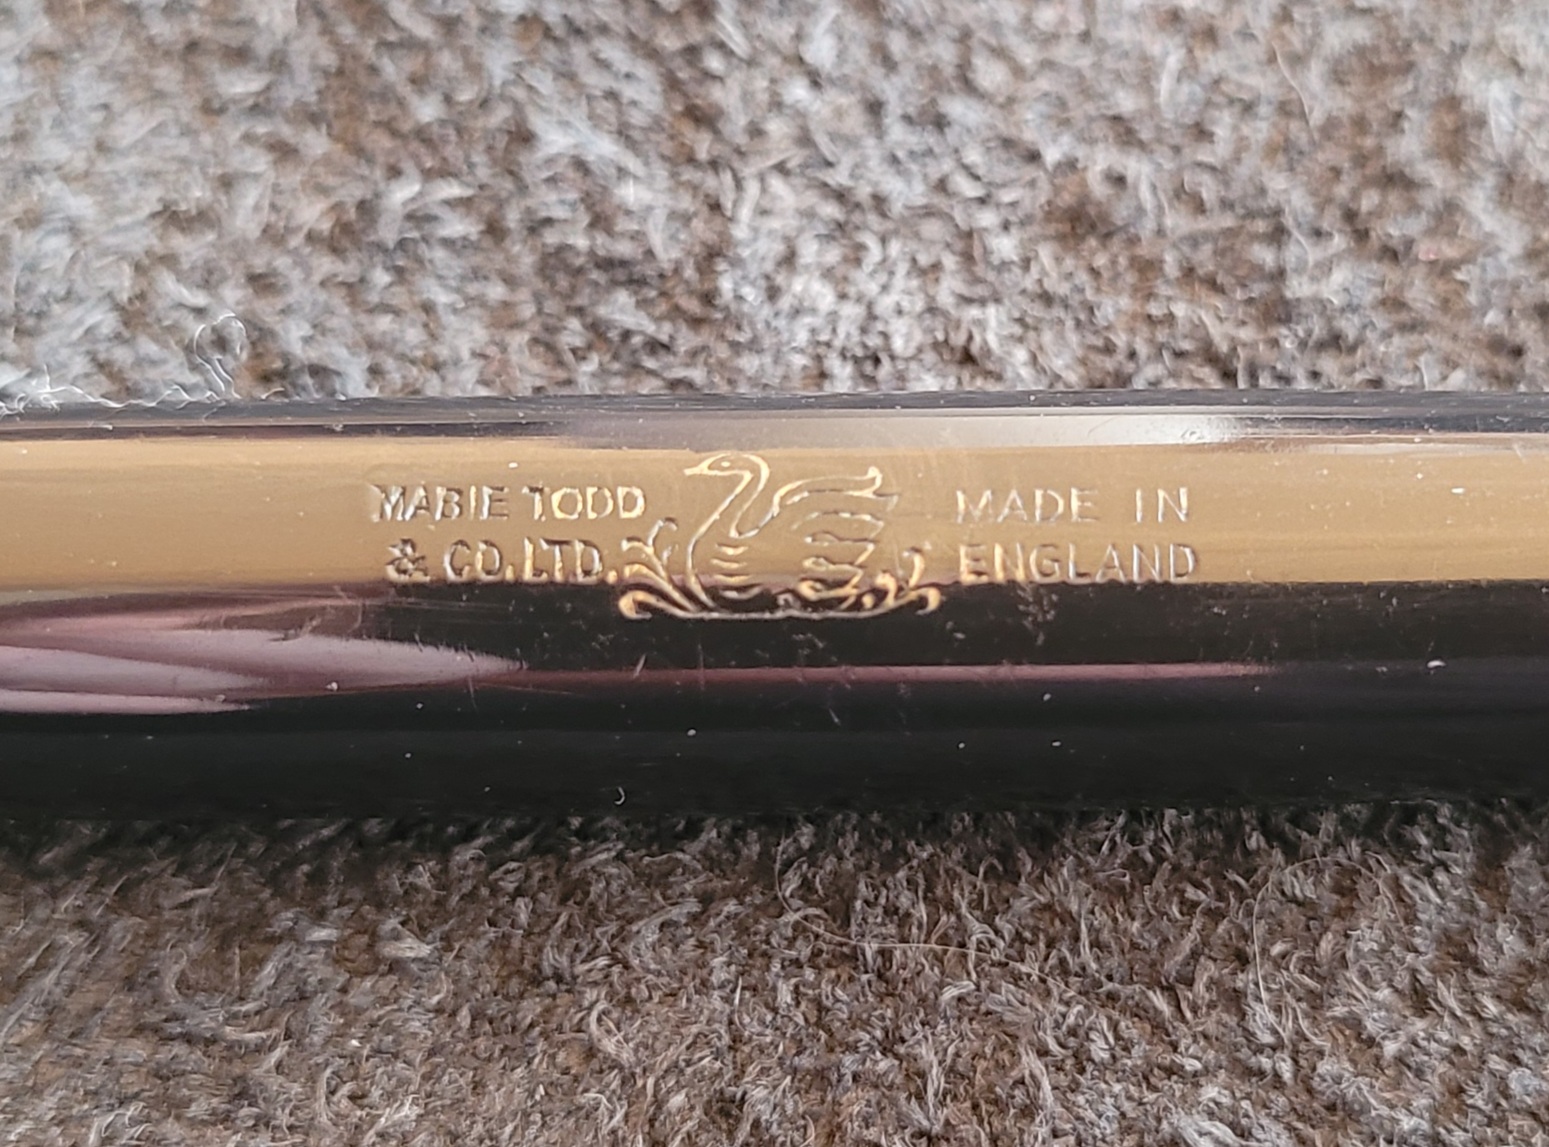 MABIE TODD
& CO. LTD.
MADE IN
ENGLAND